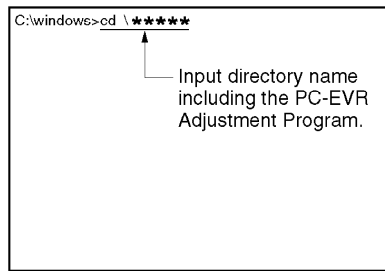 C:\windows>cd \*****
Input directory name
including the PC-EVR
Adjustment Program.